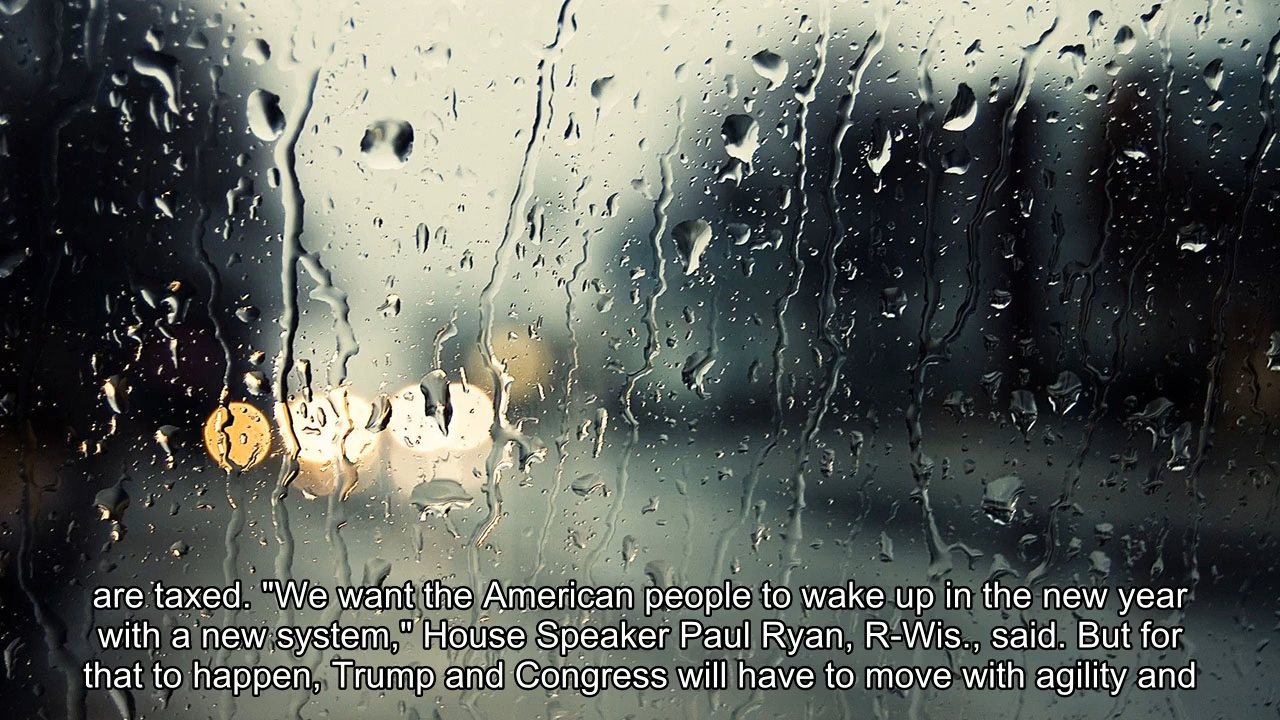 are taxed. "We want the American people to wake up in the new year
with a new system," House Speaker Paul Ryan, R-Wis., said. But for
that to happen, Trump and Congress will have to move with agility and